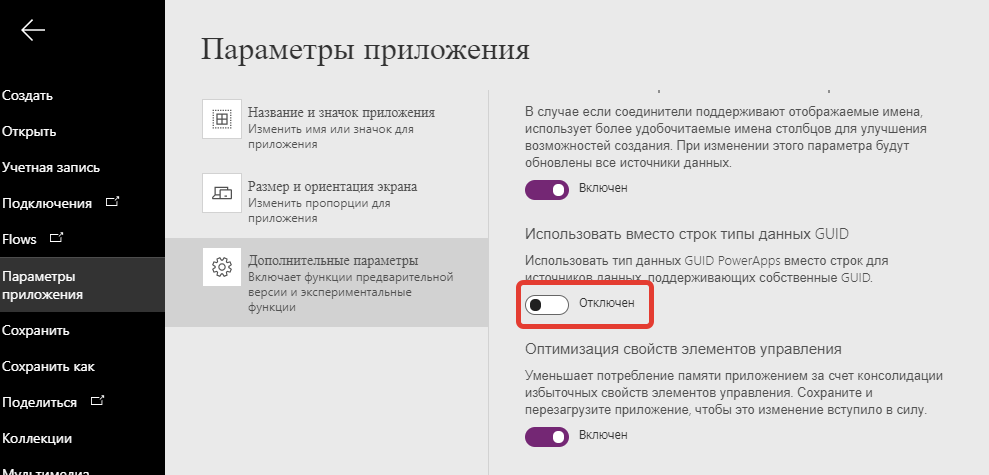 Параметры приложения
Создать
Открыть
Учетная запись
Подключения
Flows
Параметры
приложения
Сохранить
Сохранить как
Поделиться
Коллекции
Мультимедиа
Название и значок приложения
Изменить имя или значок для
приложения
Размер и ориентация экрана
Изменить пропорции для
приложения
Дополнительные параметры
Включает функции предварительной
версии и экспериментальные
функции
В случае если соединители поддерживают отображаемые имена,
использует более удобочитаемые имена столбцов для улучшения
возможностей создания. При изменении этого параметра будут
обновлены все источники данных.
Включен
Использовать вместо строк типы данных GUID
Использовать тип данных GUID PowerApps вместо строк для
источников данных, поддерживающих собственные GUID.
Отключен
Оптимизация свойств элементов управления
Уменьшает потребление памяти приложением за счет консолидации
избыточных свойств элементов управления. Сохраните и
перезагрузите приложение, чтобы это изменение вступило в силу.
Включен